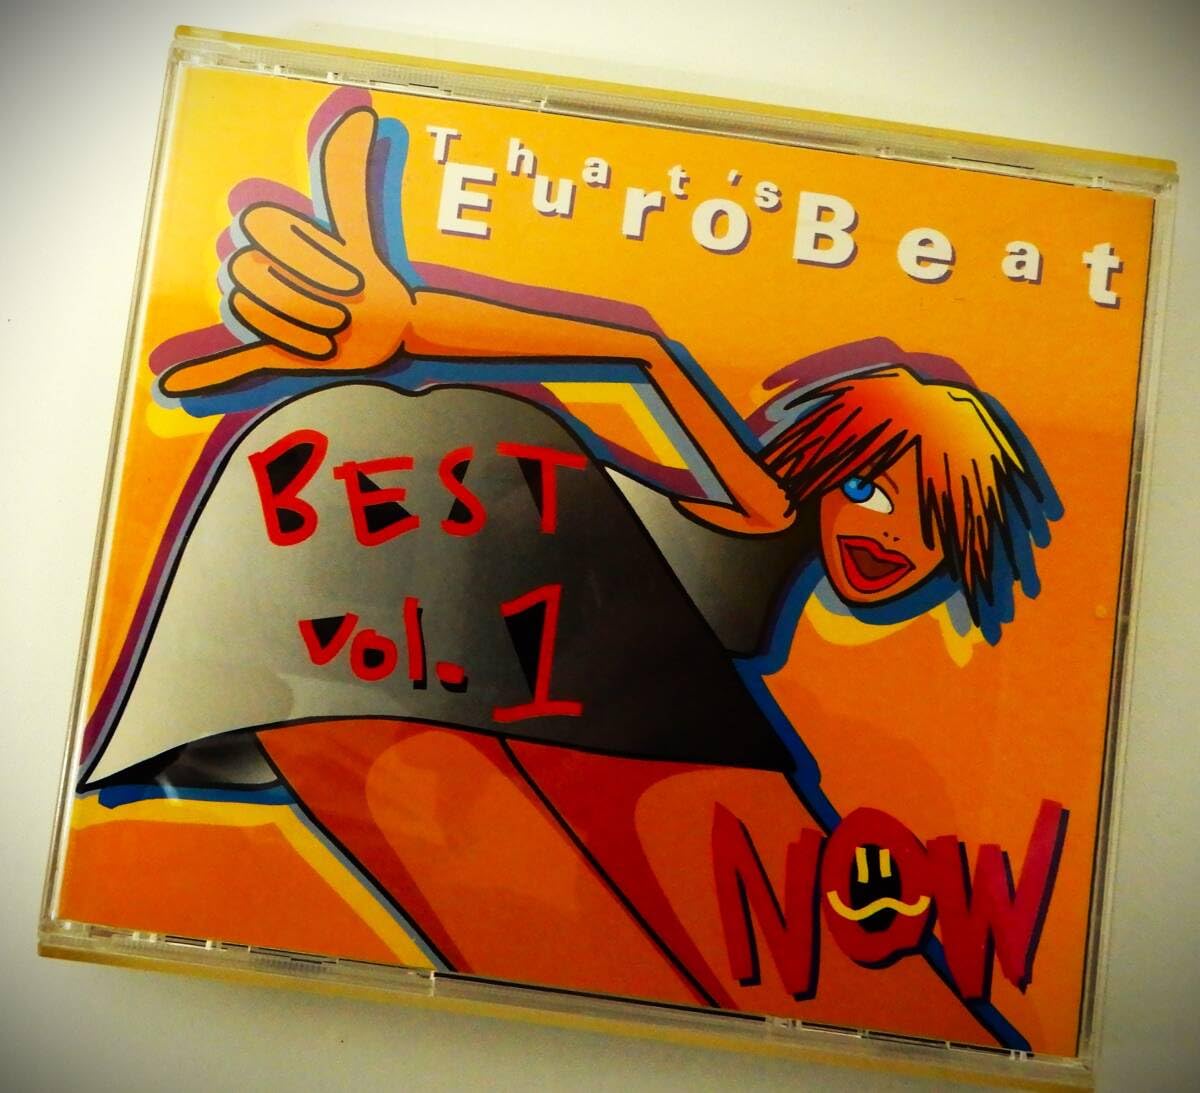 That's
EuroBeat
BEST
vol. 1
NOW